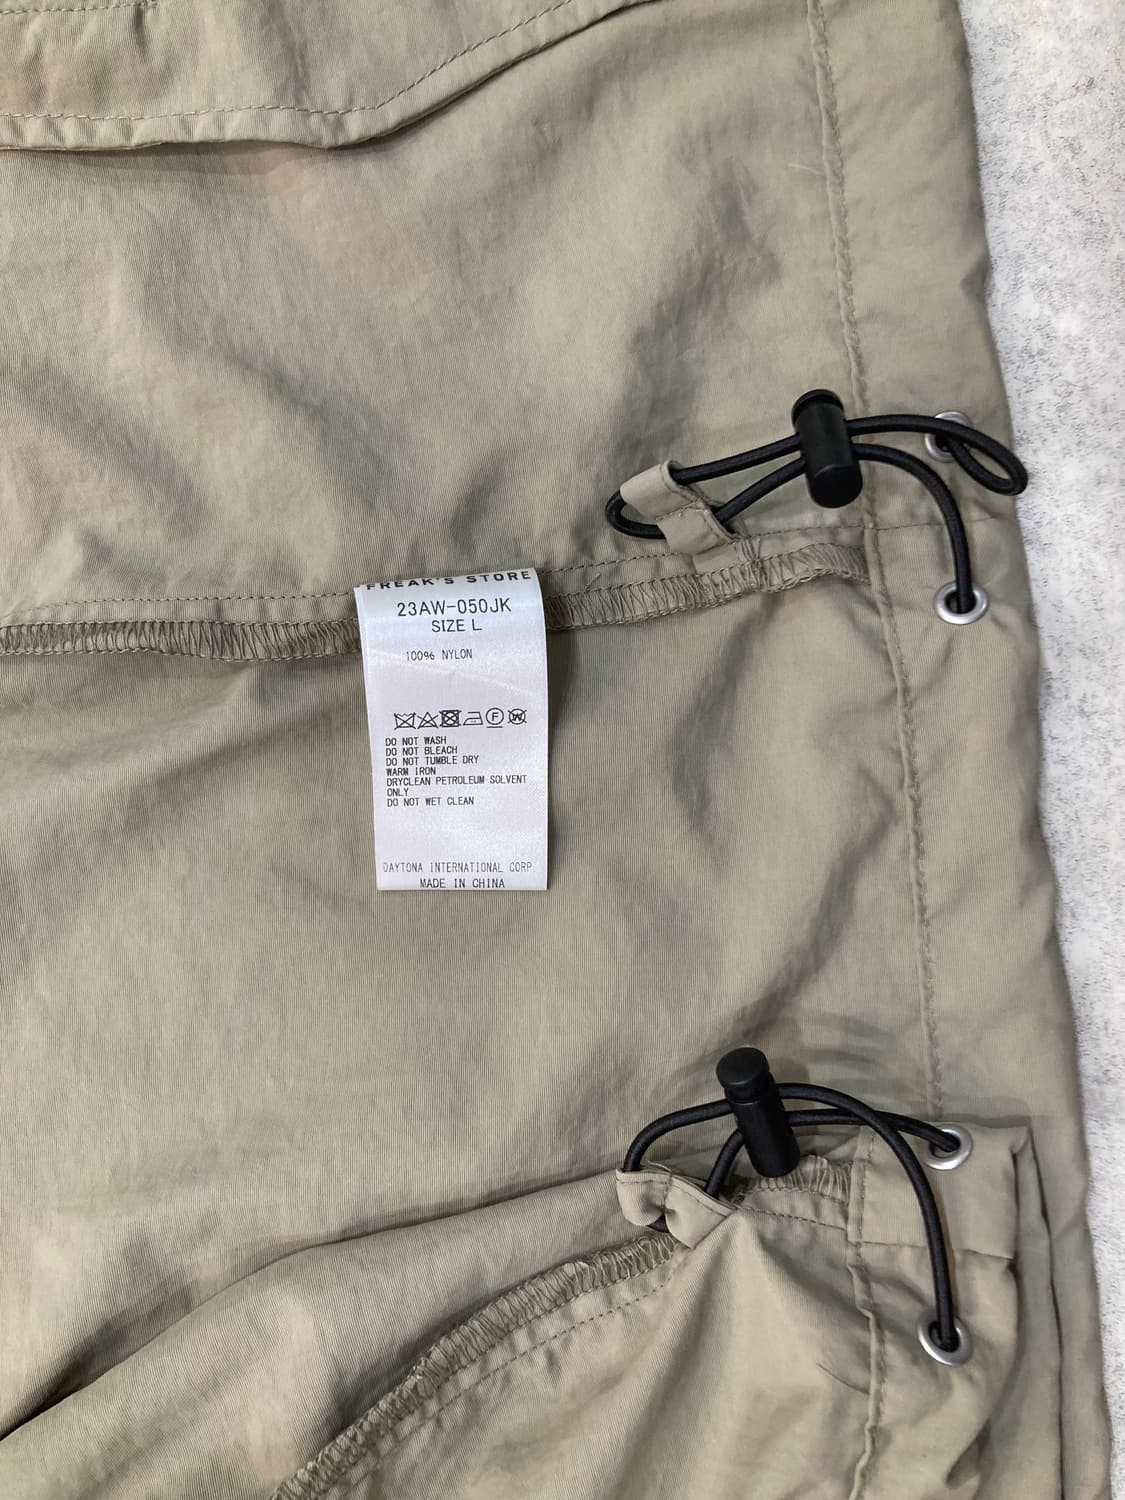 FREAK'S STORE
23AW-050JK
SIZE L
100% NYLON
DO NOT WASH
DO NOT BLEACH
DO NOT TUMBLE DRY
WARM IRON
DRYCLEAN PETROLEUM SOLVENT
ONLY
DO NOT WET CLEAN
DAYTONA INTERNATIONAL CORP
MADE IN CHINA